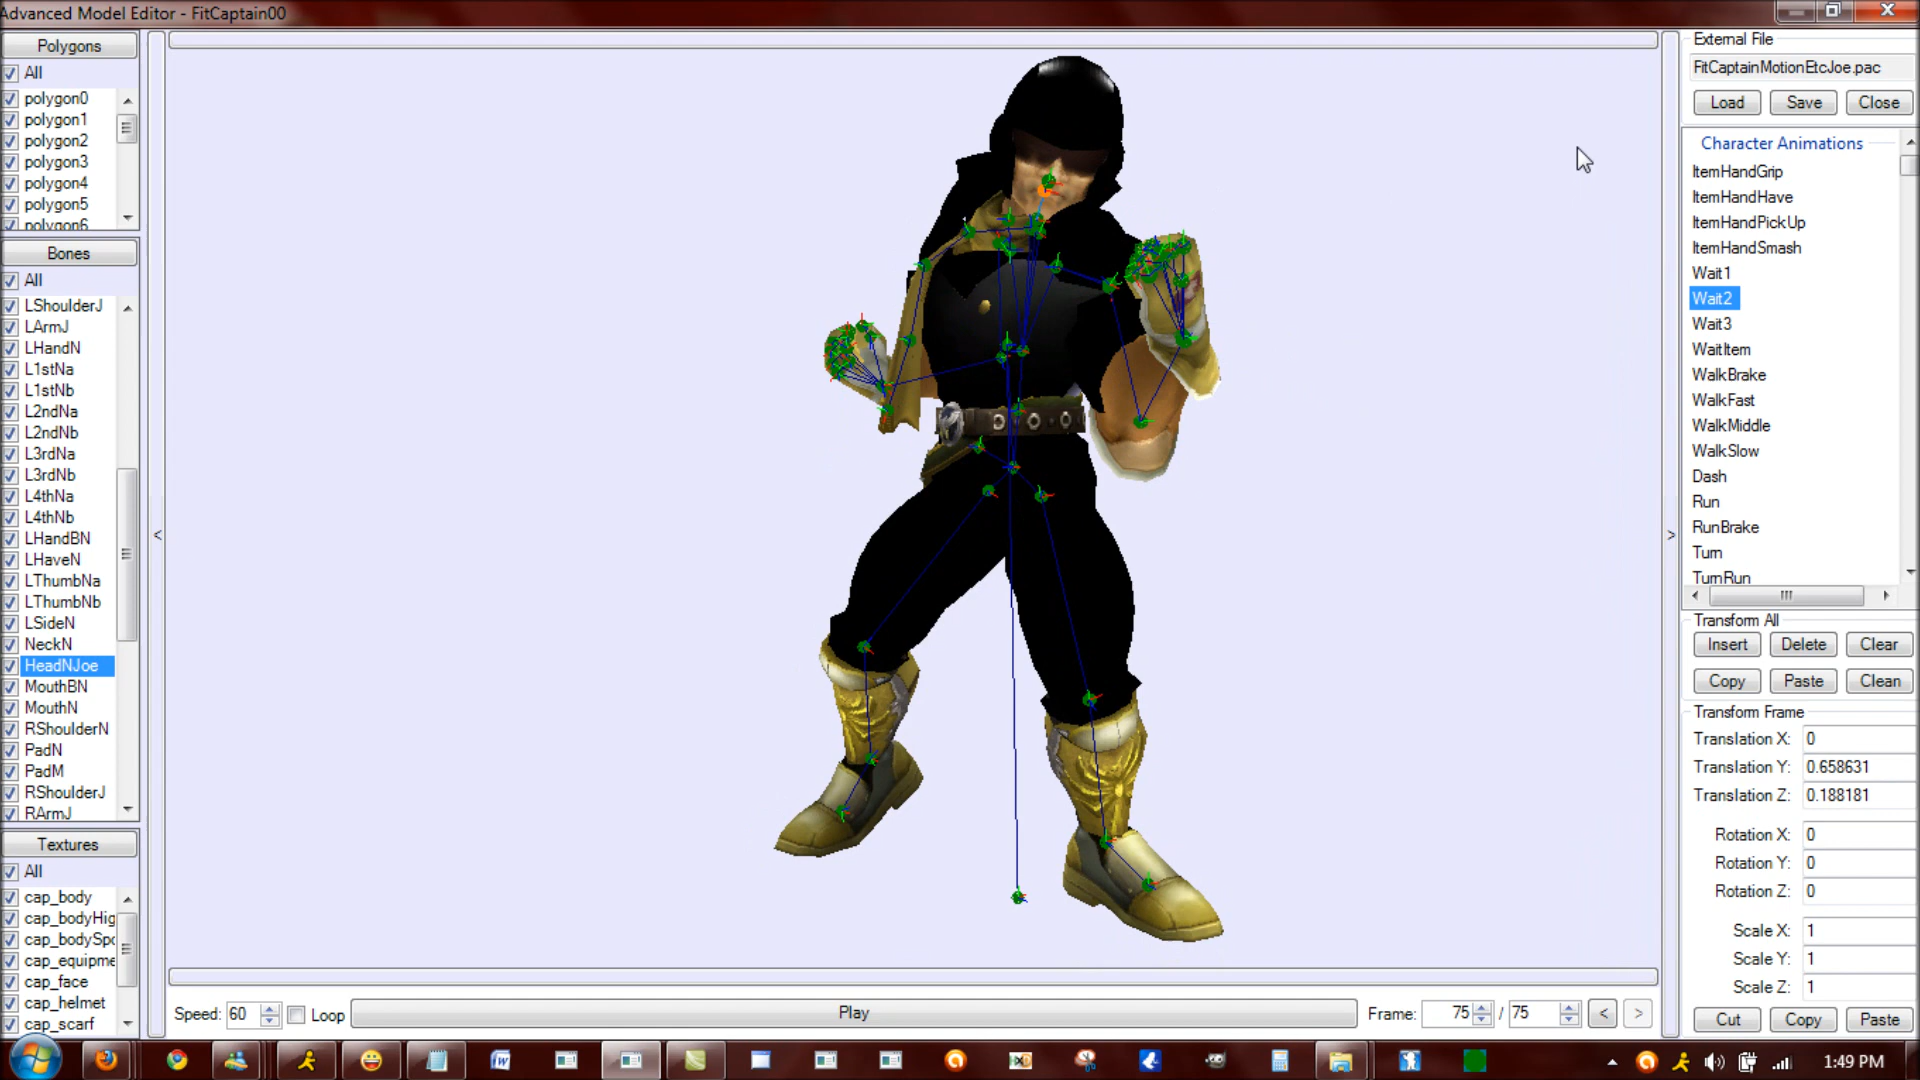 Advanced Model Editor - FitCaptain00
Polygons
All
polygon0
polygon1
polygon2
polygon3
polygon4
polygon5
polygon6
Bones
All
LShoulderJ
LArmJ
LHandN
L1stNa
L1stNb
L2ndNa
L2ndNb
L3rdNa
L3rdNb
L4thNa
L4thNb
LHandBN
LHaveN
LThumbNa
LThumbNb
LSideN
NeckN
HeadNJoe
MouthBN
MouthN
RShoulderN
PadN
PadM
RShoulderJ
RArmJ
Textures
All
cap_body
cap_bodyHig
cap_bodySpc
cap_equipme
cap_face
cap_helmet
cap_scarf
< >
Speed: 60 Loop Play Frame: 75 / 75 < >
External File
FitCaptainMotionEtcJoe.pac
Load Save Close
Character Animations
ItemHandGrip
ItemHandHave
ItemHandPickUp
ItemHandSmash
Wait1
Wait2
Wait3
WaitItem
WalkBrake
WalkFast
WalkMiddle
WalkSlow
Dash
Run
RunBrake
Turn
TurnRun
Transform All
Insert Delete Clear
Copy Paste Clean
Transform Frame
Translation X: 0
Translation Y: 0.658631
Translation Z: 0.188181
Rotation X: 0
Rotation Y: 0
Rotation Z: 0
Scale X: 1
Scale Y: 1
Scale Z: 1
Cut Copy Paste
1:49 PM